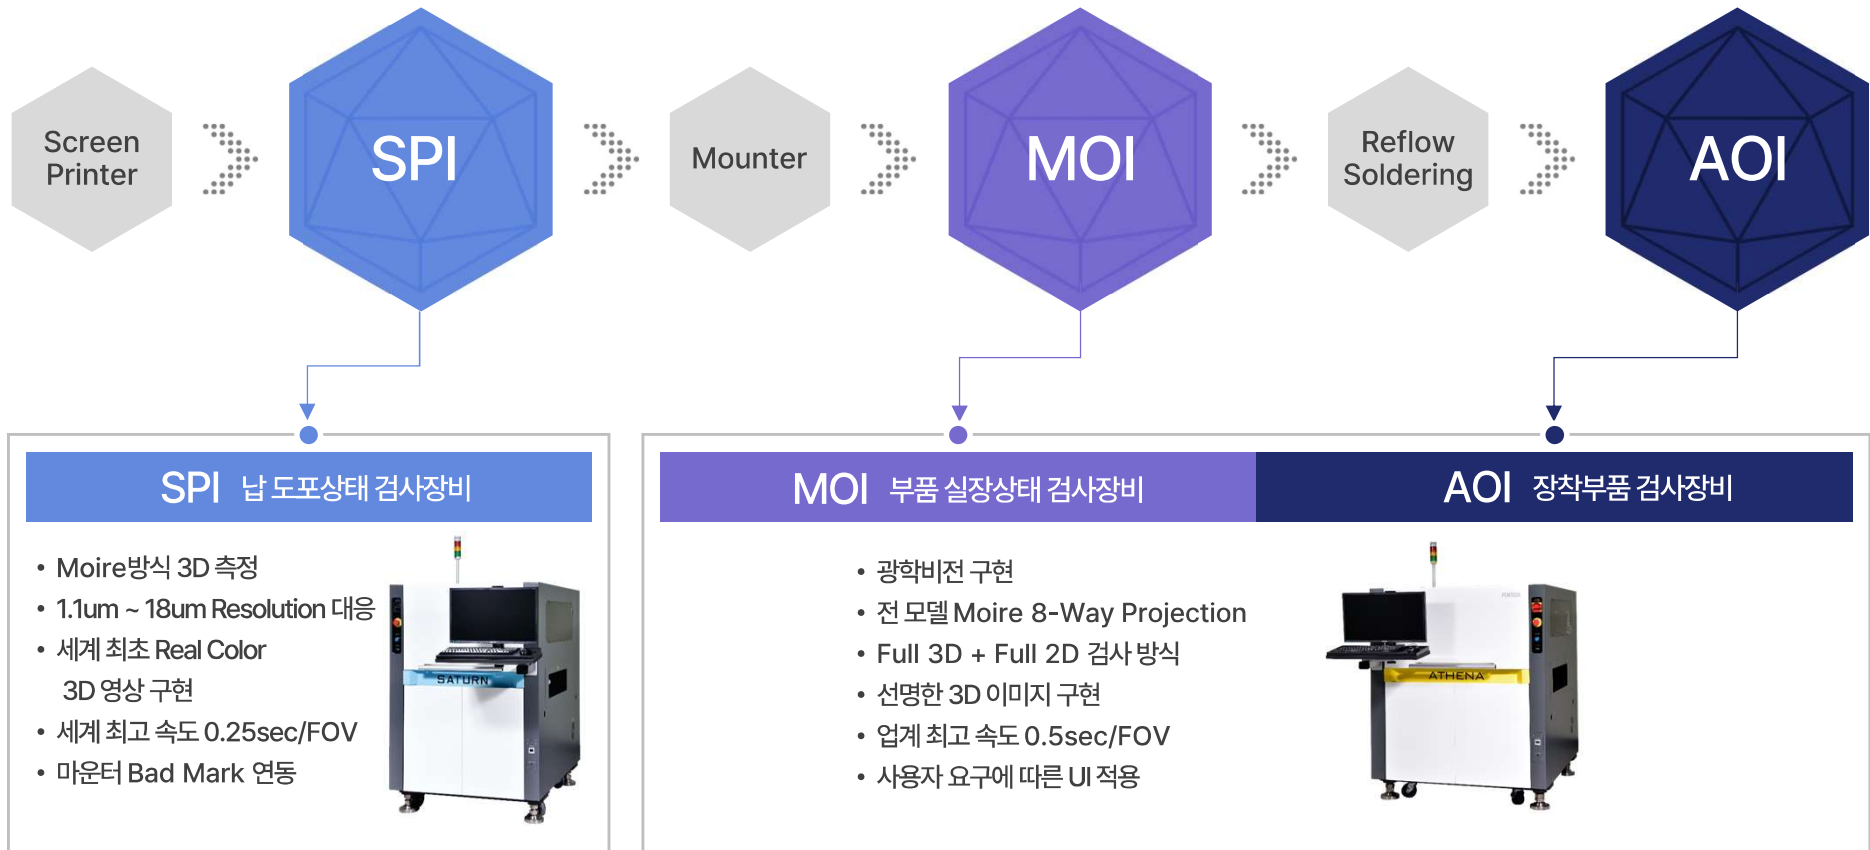 Screen
Printer
SPI
Mounter
MOI
Reflow
Soldering
AOI
SPI 납 도포상태 검사장비
• Moire방식 3D 측정
• 1.1um ~ 18um Resolution 대응
• 세계 최초 Real Color
3D 영상 구현
• 세계 최고 속도 0.25sec/FOV
• 마운터 Bad Mark 연동
SATURN
MOI 부품 실장상태 검사장비
AOI 장착부품 검사장비
• 광학비전 구현
• 전 모델 Moire 8-Way Projection
• Full 3D + Full 2D 검사 방식
• 선명한 3D 이미지 구현
• 업계 최고 속도 0.5sec/FOV
• 사용자 요구에 따른 UI 적용
ATHENA